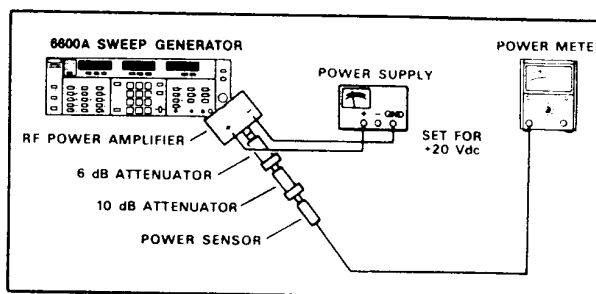 6600A SWEEP GENERATOR
POWER METE
POWER SUPPLY
+ - GND
RF POWER AMPLIFIER
+ -
SET FOR
+20 Vdc
6 dB ATTENUATOR
10 dB ATTENUATOR
POWER SENSOR